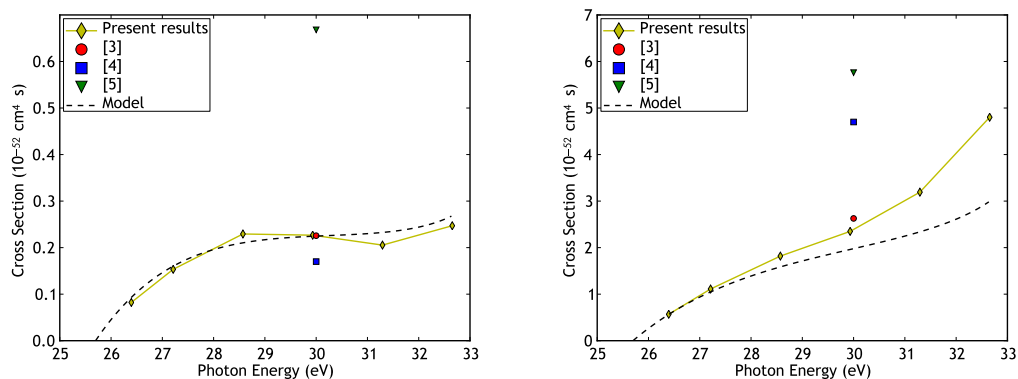 Present results
[3]
[4]
[5]
Model
Cross Section (10⁻⁵² cm⁴ s)
0.6
0.5
0.4
0.3
0.2
0.1
0.0
25 26 27 28 29 30 31 32 33
Photon Energy (eV)
Present results
[3]
[4]
[5]
Model
Cross Section (10⁻⁵² cm⁴ s)
7
6
5
4
3
2
1
0
25 26 27 28 29 30 31 32 33
Photon Energy (eV)